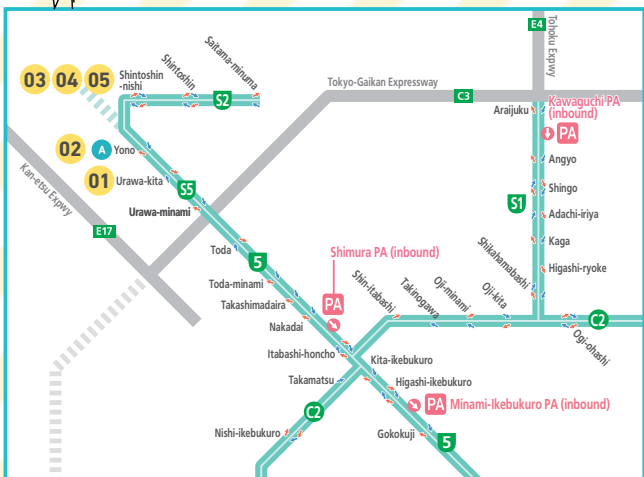 E4
Tohoku Expwy
03 04 05
Shintoshin
-nishi
Shintoshin
Saitama-minuma
S2
Tokyo-Gaikan Expressway
C3
Araijuku
Kawaguchi PA
(inbound)
PA
02
A
Yono
01
Urawa-kita
S5
Urawa-minami
Kan-etsu Expwy
E17
Angyo
Shingo
S1
Adachi-iriya
Kaga
Higashi-ryoke
Shikahamabashi
Toda
5
Toda-minami
Takashimadaira
Nakadai
Itabashi-honcho
Shimura PA (inbound)
PA
Shin-itabashi
Takinogawa
Oji-minami
Oji-kita
C2
Ogi-ohashi
Kita-ikebukuro
Takamatsu
Higashi-ikebukuro
C2
PA
Minami-Ikebukuro PA (inbound)
Nishi-ikebukuro
Gokokuji
5